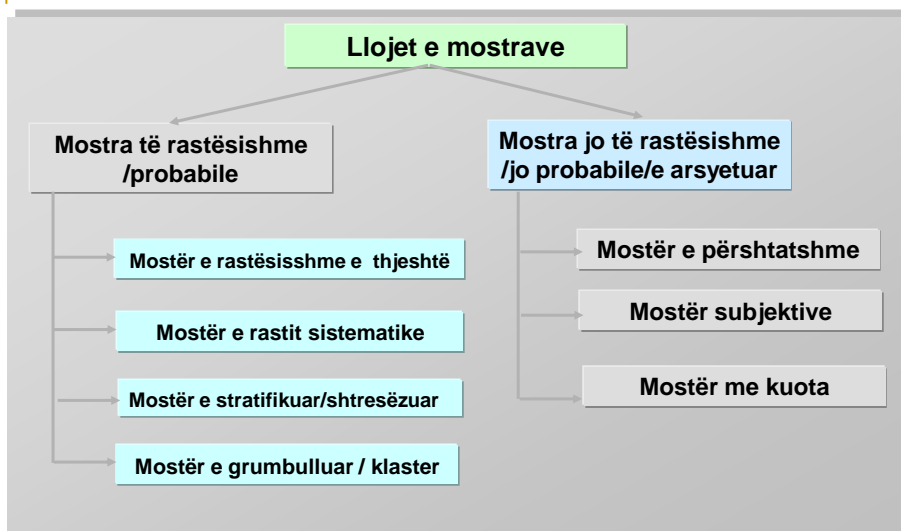 Llojet e mostrave
Mostra të rastësishme
/probabile
Mostra jo të rastësishme
/jo probabile/e arsyetuar
Mostër e rastësisshme e thjeshtë
Mostër e rastit sistematike
Mostër e stratifikuar/shtresëzuar
Mostër e grumbulluar / klaster
Mostër e përshtatshme
Mostër subjektive
Mostër me kuota